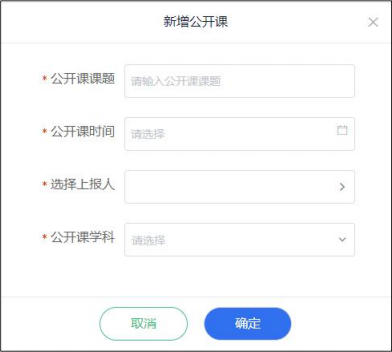 新增公开课
* 公开课课题 请输入公开课课题
* 公开课时间 请选择
* 选择上报人
* 公开课学科 请选择
取消 确定